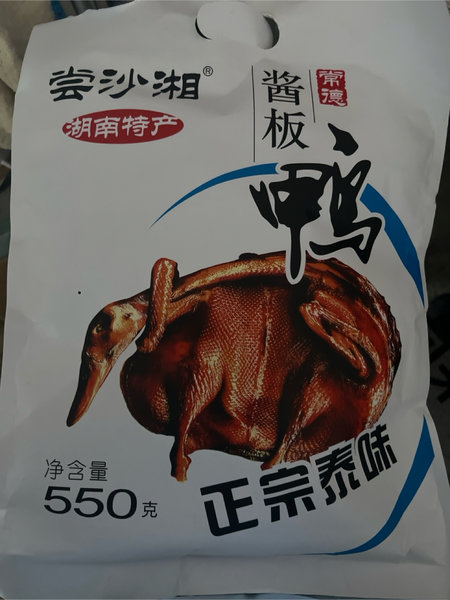 尝沙湘®
湖南特产
常德
酱板
鸭
净含量
550克
正宗泰味